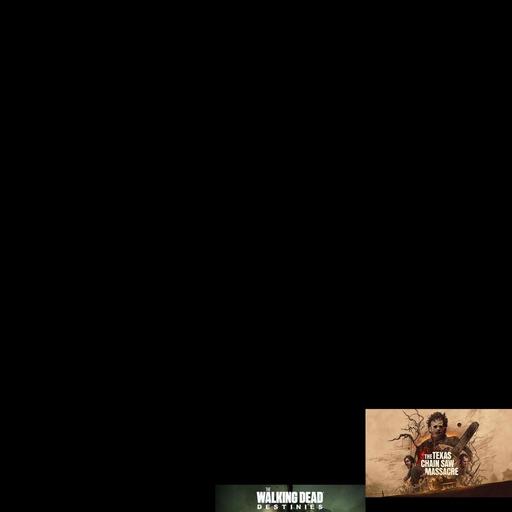 THE TEXAS
CHAIN SAW
MASSACRE
THE
WALKING DEAD
DESTINIES